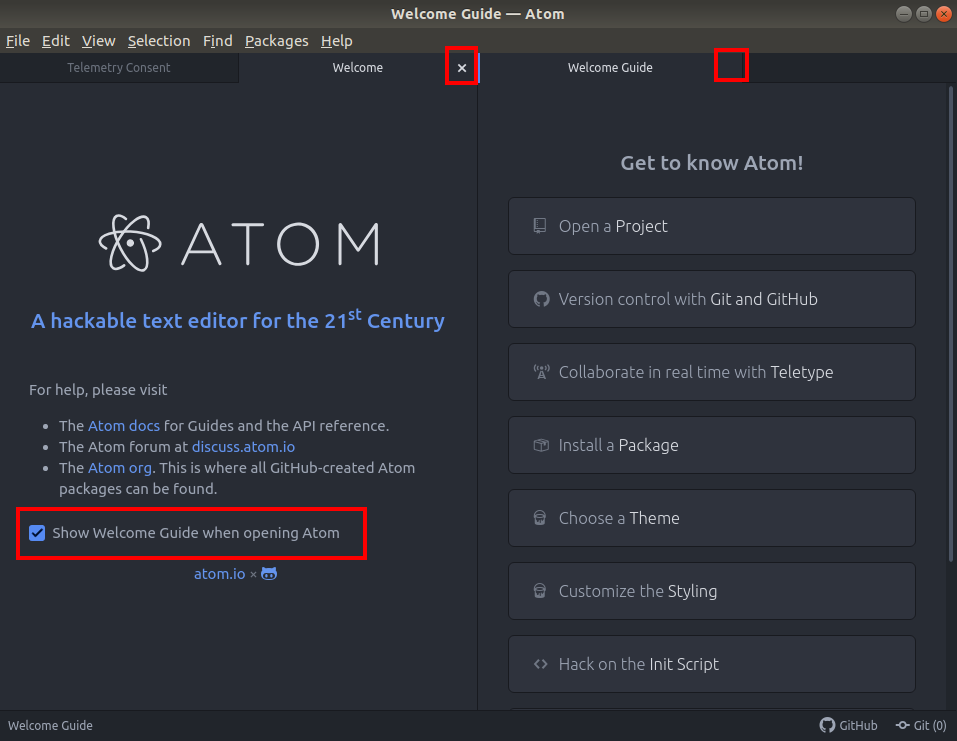 Welcome Guide — Atom
File Edit View Selection Find Packages Help
Telemetry Consent
Welcome
Welcome Guide
ATOM
A hackable text editor for the 21st Century
For help, please visit
• The Atom docs for Guides and the API reference.
• The Atom forum at discuss.atom.io
• The Atom org. This is where all GitHub-created Atom
packages can be found.
Show Welcome Guide when opening Atom
atom.io ×
Get to know Atom!
Open a Project
Version control with Git and GitHub
Collaborate in real time with Teletype
Install a Package
Choose a Theme
Customize the Styling
Hack on the Init Script
Welcome Guide
GitHub
Git (0)